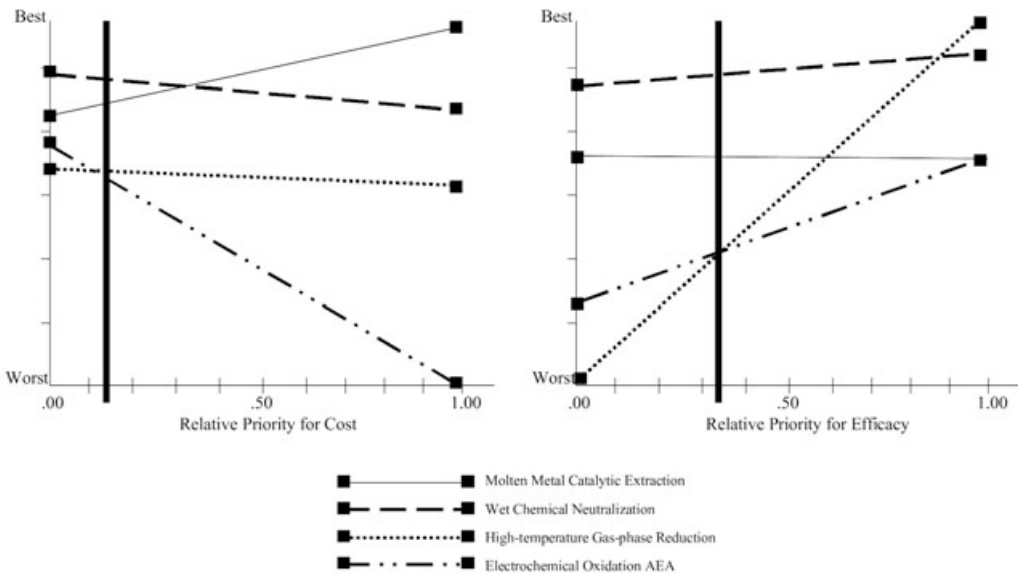 Best
Worst
.00 .50 1.00
Relative Priority for Cost
Best
Worst
.00 .50 1.00
Relative Priority for Efficacy
Molten Metal Catalytic Extraction
Wet Chemical Neutralization
High-temperature Gas-phase Reduction
Electrochemical Oxidation AEA